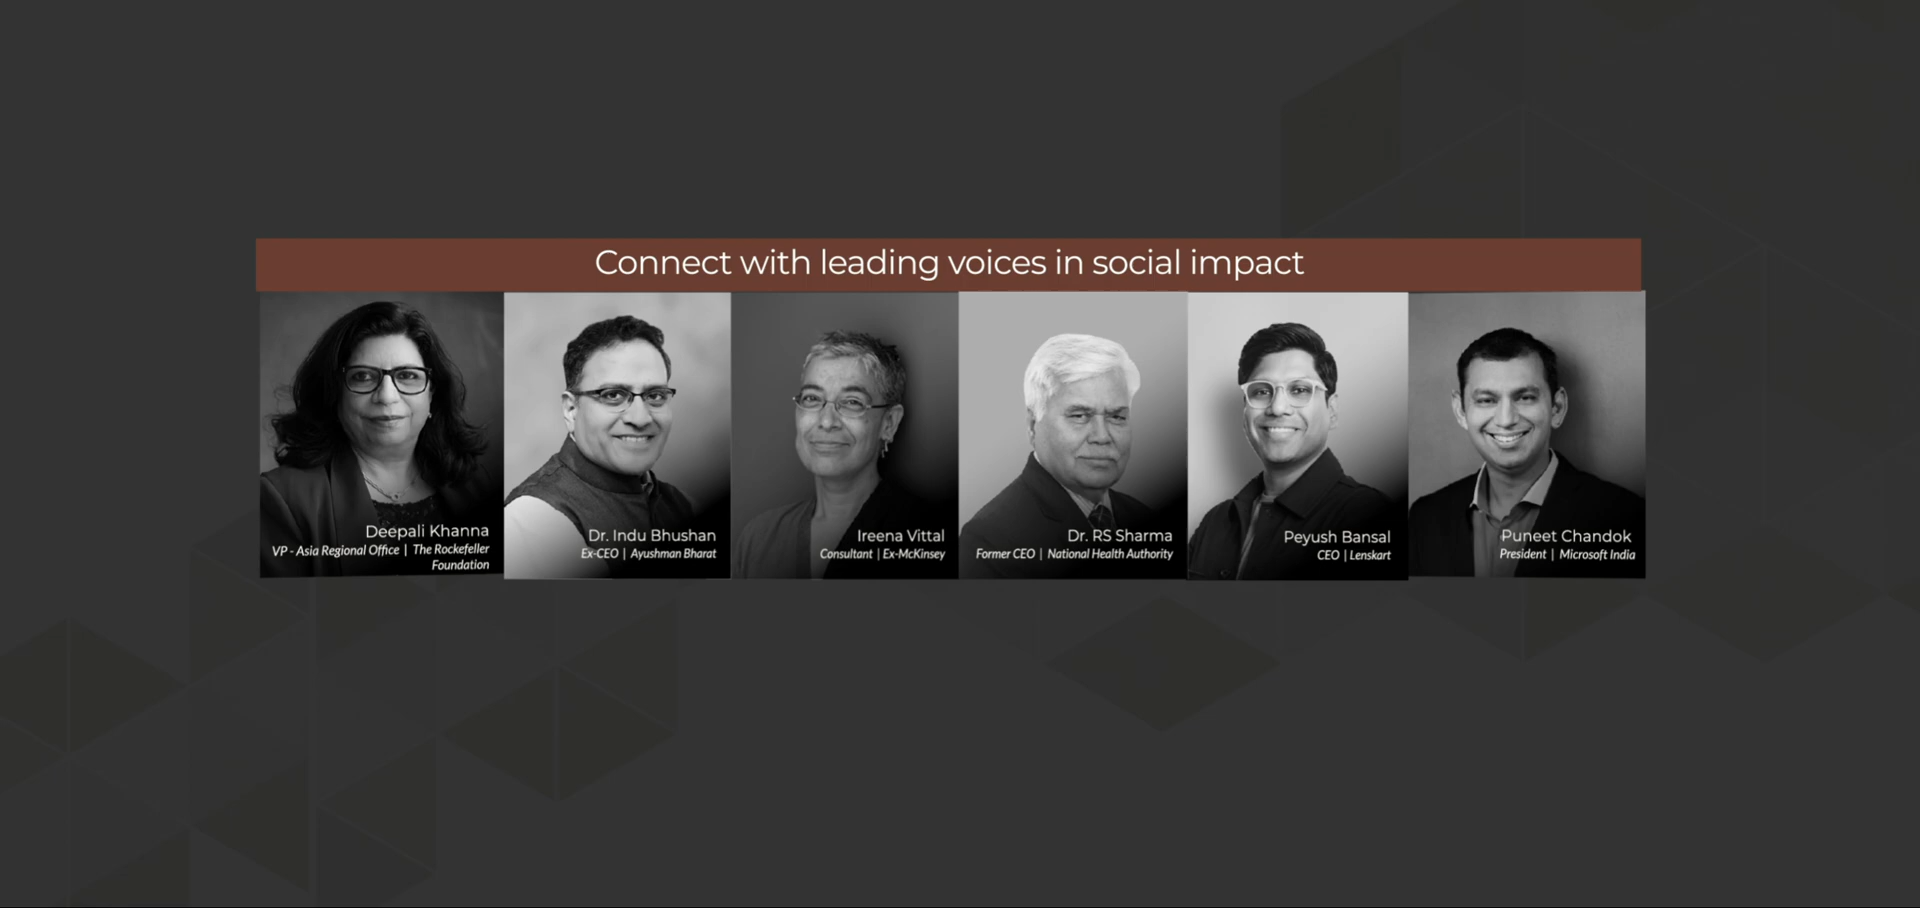 Connect with leading voices in social impact
Deepali Khanna
VP - Asia Regional Office | The Rockefeller
Foundation
Dr. Indu Bhushan
Ex-CEO | Ayushman Bharat
Ireena Vittal
Consultant | Ex-McKinsey
Dr. RS Sharma
Former CEO | National Health Authority
Peyush Bansal
CEO | Lenskart
Puneet Chandok
President | Microsoft India